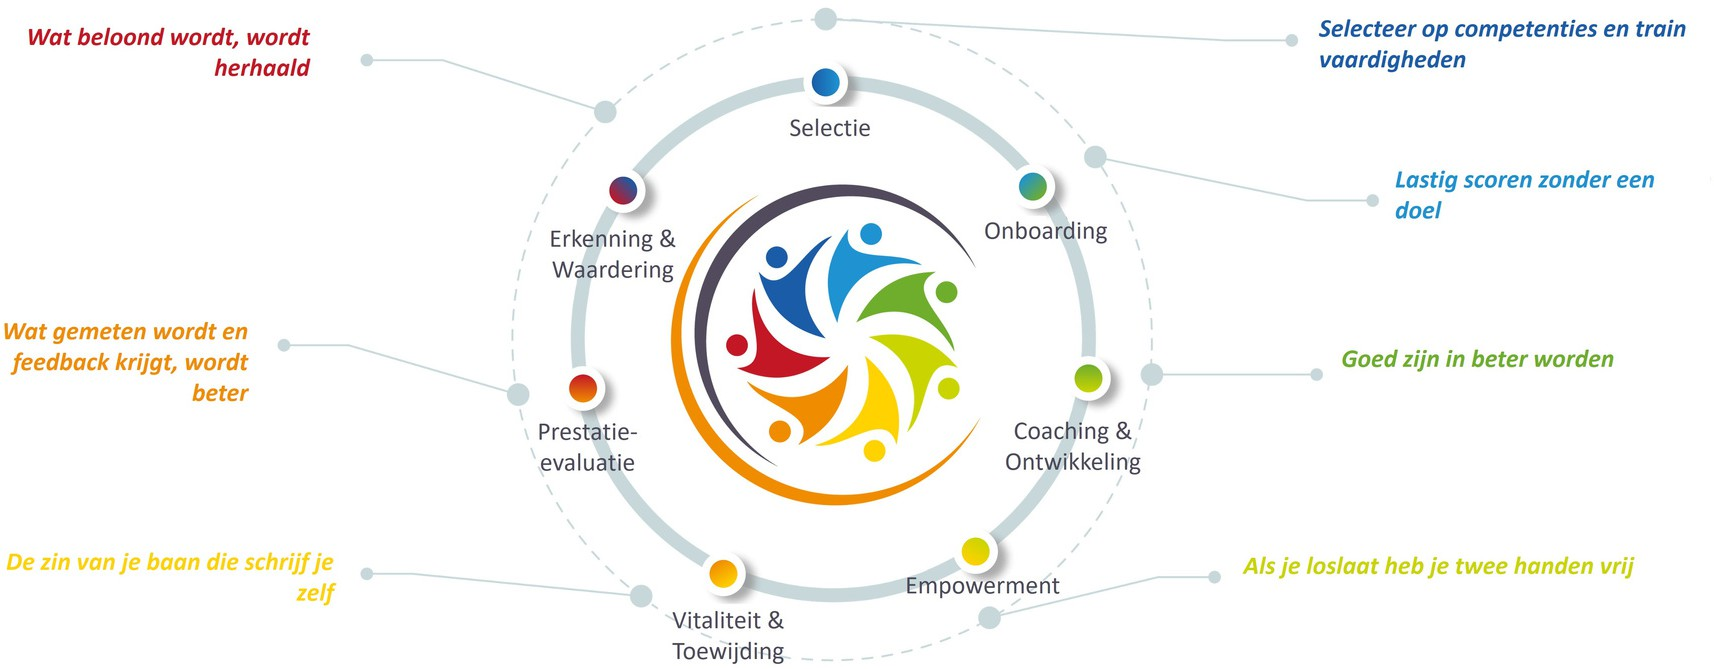 Wat beloond wordt, wordt
herhaald
Selecteer op competenties en train
vaardigheden
Selectie
Lastig scoren zonder een
doel
Onboarding
Erkenning &
Waardering
Wat gemeten wordt en
feedback krijgt, wordt
beter
Goed zijn in beter worden
Prestatie-
evaluatie
Coaching &
Ontwikkeling
De zin van je baan die schrijf je
zelf
Als je loslaat heb je twee handen vrij
Empowerment
Vitaliteit &
Toewijding